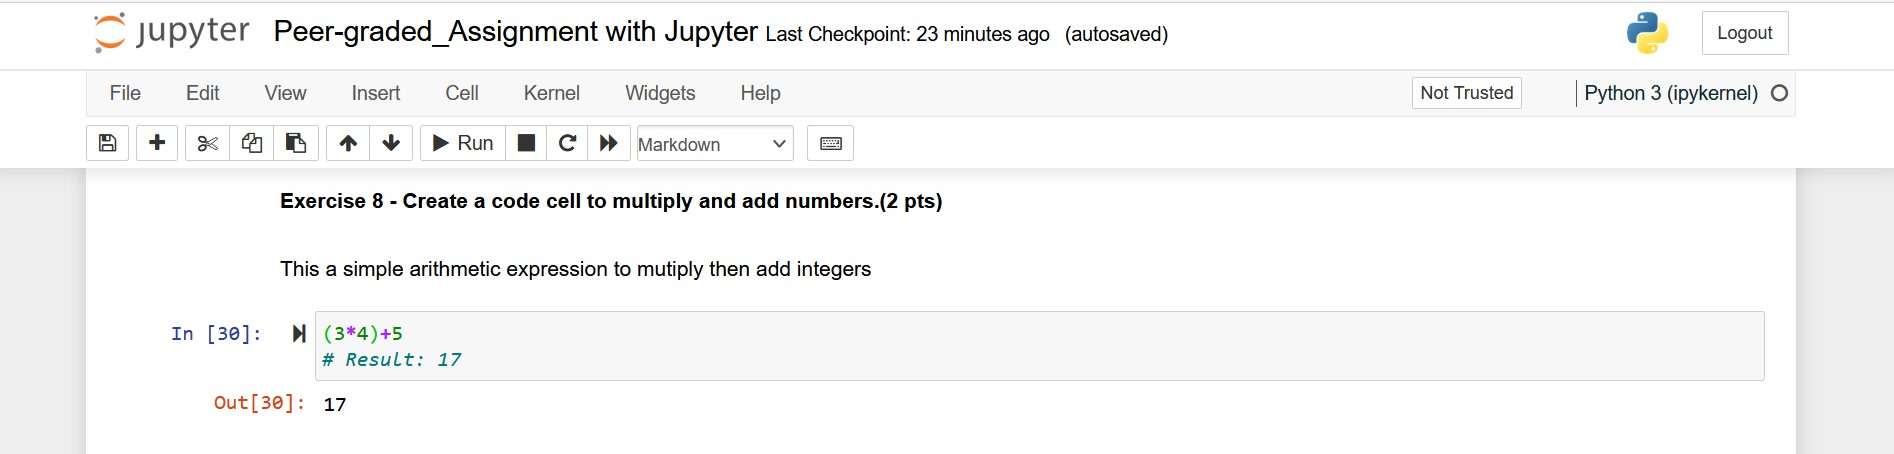 jupyter Peer-graded_Assignment with Jupyter Last Checkpoint: 23 minutes ago (autosaved) Logout
File Edit View Insert Cell Kernel Widgets Help Not Trusted Python 3 (ipykernel)
Run Markdown
Exercise 8 - Create a code cell to multiply and add numbers.(2 pts)
This a simple arithmetic expression to mutiply then add integers
In [30]: (3*4)+5
# Result: 17
Out[30]: 17